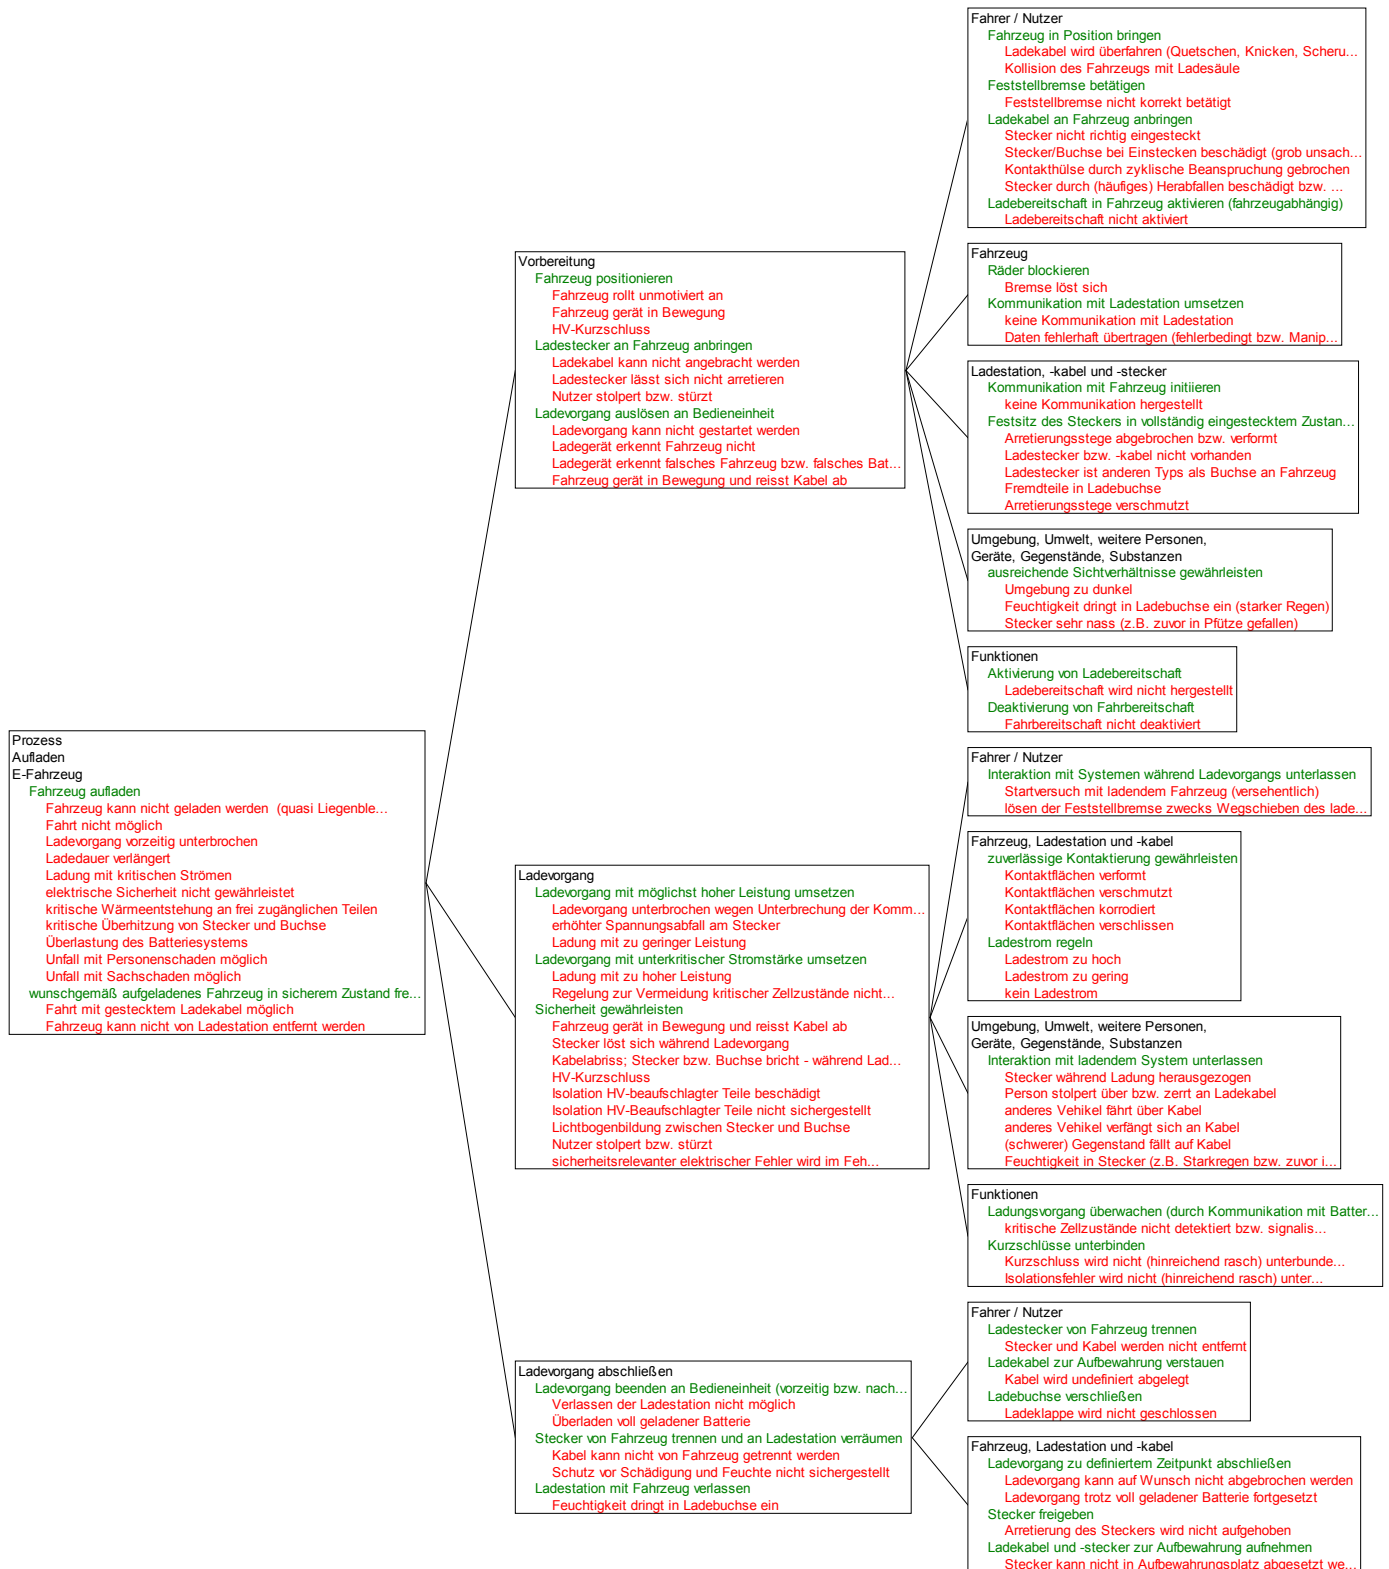 Prozess
Aufladen
E-Fahrzeug
Fahrzeug aufladen
Fahrzeug kann nicht geladen werden  (quasi Liegenble...
Fahrt nicht möglich
Ladevorgang vorzeitig unterbrochen
Ladedauer verlängert
Ladung mit kritischen Strömen
elektrische Sicherheit nicht gewährleistet
kritische Wärmeentstehung an frei zugänglichen Teilen
kritische Überhitzung von Stecker und Buchse
Überlastung des Batteriesystems
Unfall mit Personenschaden möglich
Unfall mit Sachschaden möglich
wunschgemäß aufgeladenes Fahrzeug in sicherem Zustand fre...
Fahrt mit gestecktem Ladekabel möglich
Fahrzeug kann nicht von Ladestation entfernt werden
Vorbereitung
Fahrzeug positionieren
Fahrzeug rollt unmotiviert an
Fahrzeug gerät in Bewegung
HV-Kurzschluss
Ladestecker an Fahrzeug anbringen
Ladekabel kann nicht angebracht werden
Ladestecker lässt sich nicht arretieren
Nutzer stolpert bzw. stürzt
Ladevorgang auslösen an Bedieneinheit
Ladevorgang kann nicht gestartet werden
Ladegerät erkennt Fahrzeug nicht
Ladegerät erkennt falsches Fahrzeug bzw. falsches Bat...
Fahrzeug gerät in Bewegung und reisst Kabel ab
Ladevorgang
Ladevorgang mit möglichst hoher Leistung umsetzen
Ladevorgang unterbrochen wegen Unterbrechung der Komm...
erhöhter Spannungsabfall am Stecker
Ladung mit zu geringer Leistung
Ladevorgang mit unterkritischer Stromstärke umsetzen
Ladung mit zu hoher Leistung
Regelung zur Vermeidung kritischer Zellzustände nicht...
Sicherheit gewährleisten
Fahrzeug gerät in Bewegung und reisst Kabel ab
Stecker löst sich während Ladevorgang
Kabelabriss; Stecker bzw. Buchse bricht - während Lad...
HV-Kurzschluss
Isolation HV-beaufschlagter Teile beschädigt
Isolation HV-Beaufschlagter Teile nicht sichergestellt
Lichtbogenbildung zwischen Stecker und Buchse
Nutzer stolpert bzw. stürzt
sicherheitsrelevanter elektrischer Fehler wird im Feh...
Ladevorgang abschließen
Ladevorgang beenden an Bedieneinheit (vorzeitig bzw. nach...
Verlassen der Ladestation nicht möglich
Überladen voll geladener Batterie
Stecker von Fahrzeug trennen und an Ladestation verräumen
Kabel kann nicht von Fahrzeug getrennt werden
Schutz vor Schädigung und Feuchte nicht sichergestellt
Ladestation mit Fahrzeug verlassen
Feuchtigkeit dringt in Ladebuchse ein
Fahrer / Nutzer
Fahrzeug in Position bringen
Ladekabel wird überfahren (Quetschen, Knicken, Scheru...
Kollision des Fahrzeugs mit Ladesäule
Feststellbremse betätigen
Feststellbremse nicht korrekt betätigt
Ladekabel an Fahrzeug anbringen
Stecker nicht richtig eingesteckt
Stecker/Buchse bei Einstecken beschädigt (grob unsach...
Kontakthülse durch zyklische Beanspruchung gebrochen
Stecker durch (häufiges) Herabfallen beschädigt bzw. ...
Ladebereitschaft in Fahrzeug aktivieren (fahrzeugabhängig)
Ladebereitschaft nicht aktiviert
Fahrzeug
Räder blockieren
Bremse löst sich
Kommunikation mit Ladestation umsetzen
keine Kommunikation mit Ladestation
Daten fehlerhaft übertragen (fehlerbedingt bzw. Manip...
Ladestation, -kabel und -stecker
Kommunikation mit Fahrzeug initiieren
keine Kommunikation hergestellt
Festsitz des Steckers in vollständig eingestecktem Zustan...
Arretierungsstege abgebrochen bzw. verformt
Ladestecker bzw. -kabel nicht vorhanden
Ladestecker ist anderen Typs als Buchse an Fahrzeug
Fremdteile in Ladebuchse
Arretierungsstege verschmutzt
Umgebung, Umwelt, weitere Personen,
Geräte, Gegenstände, Substanzen
ausreichende Sichtverhältnisse gewährleisten
Umgebung zu dunkel
Feuchtigkeit dringt in Ladebuchse ein (starker Regen)
Stecker sehr nass (z.B. zuvor in Pfütze gefallen)
Funktionen
Aktivierung von Ladebereitschaft
Ladebereitschaft wird nicht hergestellt
Deaktivierung von Fahrbereitschaft
Fahrbereitschaft nicht deaktiviert
Fahrer / Nutzer
Interaktion mit Systemen während Ladevorgangs unterlassen
Startversuch mit ladendem Fahrzeug (versehentlich)
lösen der Feststellbremse zwecks Wegschieben des lade...
Fahrzeug, Ladestation und -kabel
zuverlässige Kontaktierung gewährleisten
Kontaktflächen verformt
Kontaktflächen verschmutzt
Kontaktflächen korrodiert
Kontaktflächen verschlissen
Ladestrom regeln
Ladestrom zu hoch
Ladestrom zu gering
kein Ladestrom
Umgebung, Umwelt, weitere Personen,
Geräte, Gegenstände, Substanzen
Interaktion mit ladendem System unterlassen
Stecker während Ladung herausgezogen
Person stolpert über bzw. zerrt an Ladekabel
anderes Vehikel fährt über Kabel
anderes Vehikel verfängt sich an Kabel
(schwerer) Gegenstand fällt auf Kabel
Feuchtigkeit in Stecker (z.B. Starkregen bzw. zuvor i...
Funktionen
Ladungsvorgang überwachen (durch Kommunikation mit Batter...
kritische Zellzustände nicht detektiert bzw. signalis...
Kurzschlüsse unterbinden
Kurzschluss wird nicht (hinreichend rasch) unterbunde...
Isolationsfehler wird nicht (hinreichend rasch) unter...
Fahrer / Nutzer
Ladestecker von Fahrzeug trennen
Stecker und Kabel werden nicht entfernt
Ladekabel zur Aufbewahrung verstauen
Kabel wird undefiniert abgelegt
Ladebuchse verschließen
Ladeklappe wird nicht geschlossen
Fahrzeug, Ladestation und -kabel
Ladevorgang zu definiertem Zeitpunkt abschließen
Ladevorgang kann auf Wunsch nicht abgebrochen werden
Ladevorgang trotz voll geladener Batterie fortgesetzt
Stecker freigeben
Arretierung des Steckers wird nicht aufgehoben
Ladekabel und -stecker zur Aufbewahrung aufnehmen
Stecker kann nicht in Aufbewahrungsplatz abgesetzt we...